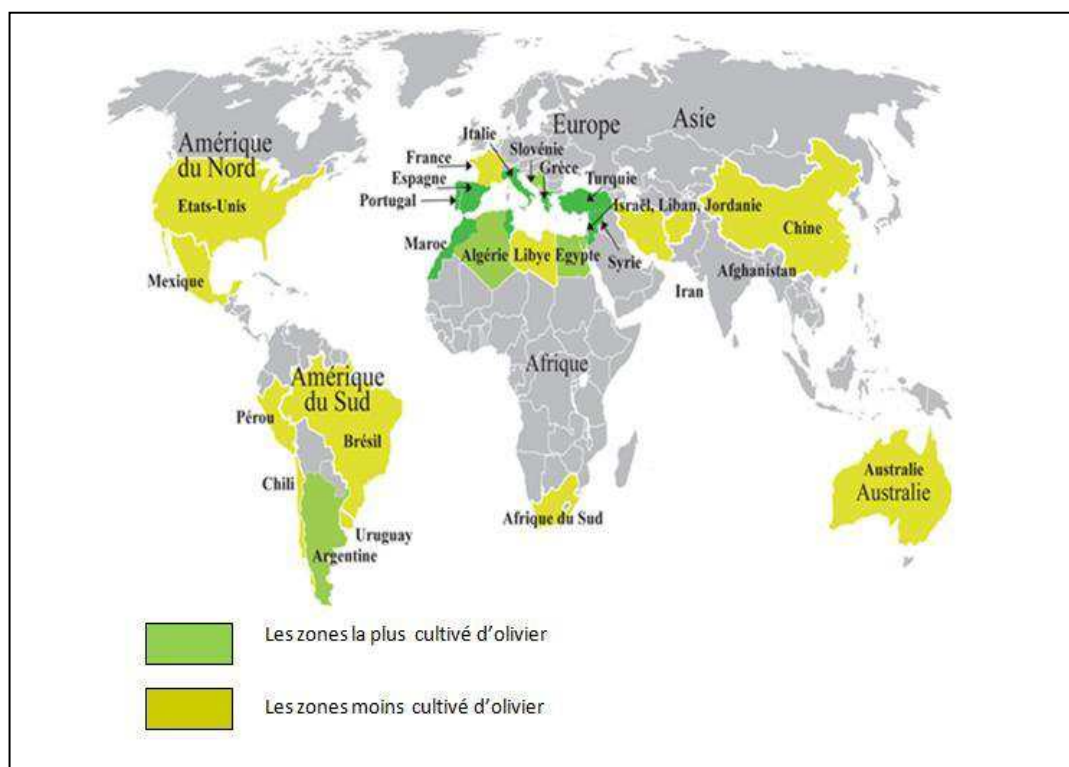 Amérique
du Nord
Etats-Unis
Mexique
Amérique
du Sud
Pérou
Brésil
Chili
Uruguay
Argentine
Europe
Asie
Italie
Slovénie
France
Grèce
Espagne
Turquie
Portugal
Israël, Liban, Jordanie
Maroc
Algérie
Libye
Egypte
Syrie
Chine
Afghanistan
Iran
Afrique
Afrique du Sud
Australie
Australie
Les zones la plus cultivé d’olivier
Les zones moins cultivé d’olivier